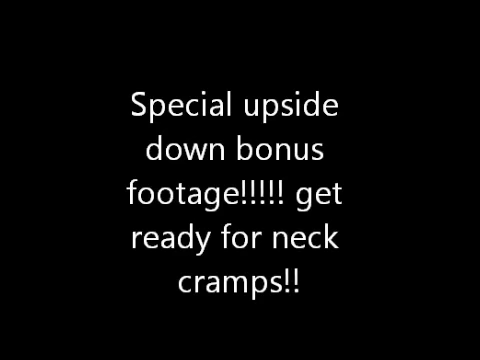 Special upside
down bonus
footage!!!!! get
ready for neck
cramps!!